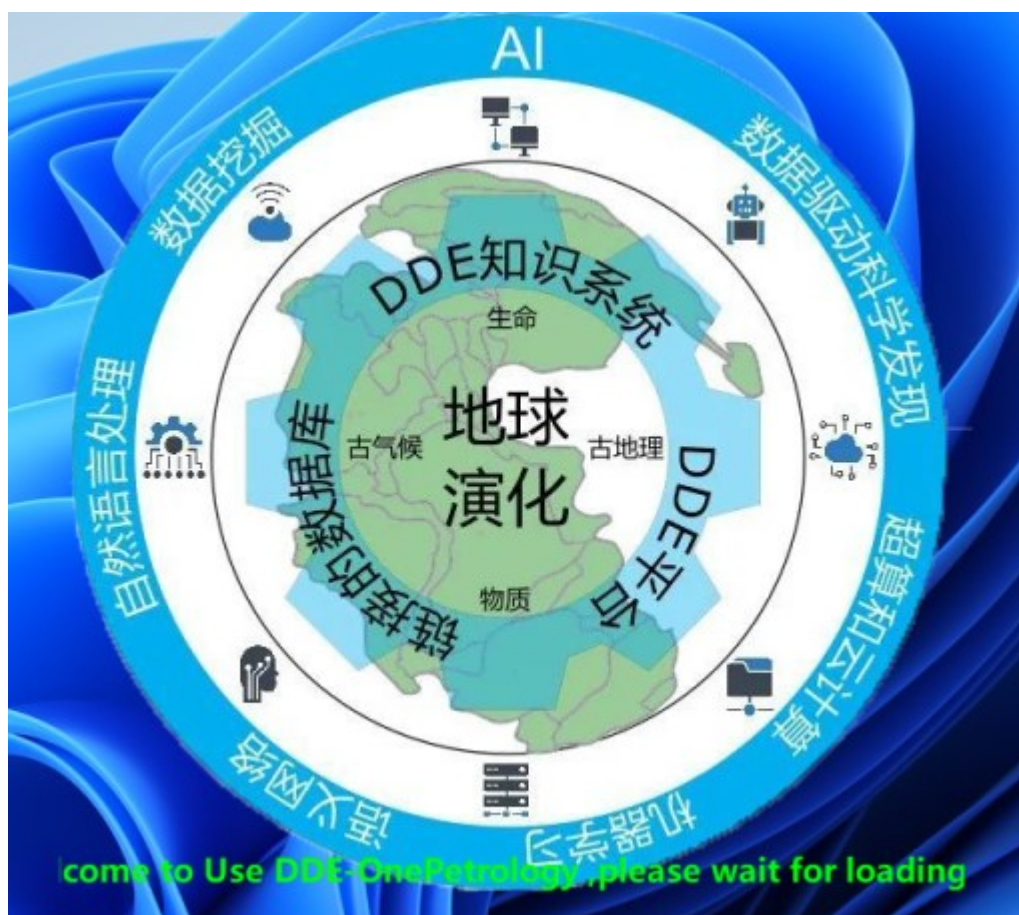 AI
数据挖掘
数据驱动科学发现
自然语言处理
超算和云计算
语义网络
机器学习
DDE知识系统
生命
地球
演化
古气候
古地理
DDE平台
链接的数据库
物质
come to Use DDE-OnePetrology ,please wait for loading